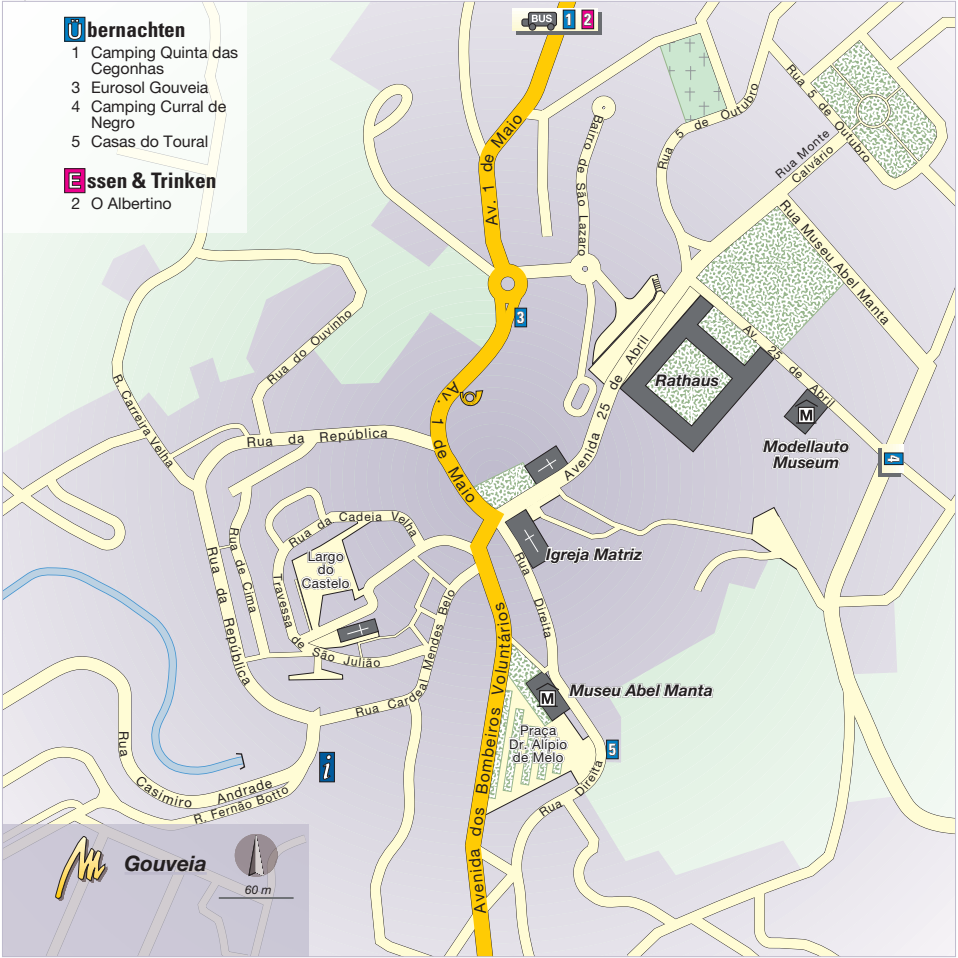 Übernachten
1 Camping Quinta das
Cegonhas
3 Eurosol Gouveia
4 Camping Curral de
Negro
5 Casas do Toural
Essen & Trinken
2 O Albertino
BUS 1 2
Av. 1 de Maio
Bairro de São Lazaro
Rua 5 de Outubro
Rua 5 de Outubro
Rua Monte
Calvário
Rua Museu Abel Manta
3
Rua do Ouvinho
R. Carreira Velha
Av. 1 de Maio
Avenida 25 de Abril
Rathaus
Av. 25 de Abril
M
Modellauto
Museum
4
Rua da República
Rua da Cadeia Velha
Largo
do
Castelo
Igreja Matriz
Rua de Cima
Rua da República
Travessa de São Julião
Rua Cardeal Mendes Belo
Rua Direita
Avenida dos Bombeiros Voluntários
M
Museu Abel Manta
Praça
Dr. Alípio
de Melo
5
Rua Direita
i
Rua Casimiro Andrade
R. Fernão Botto
Gouveia
60 m